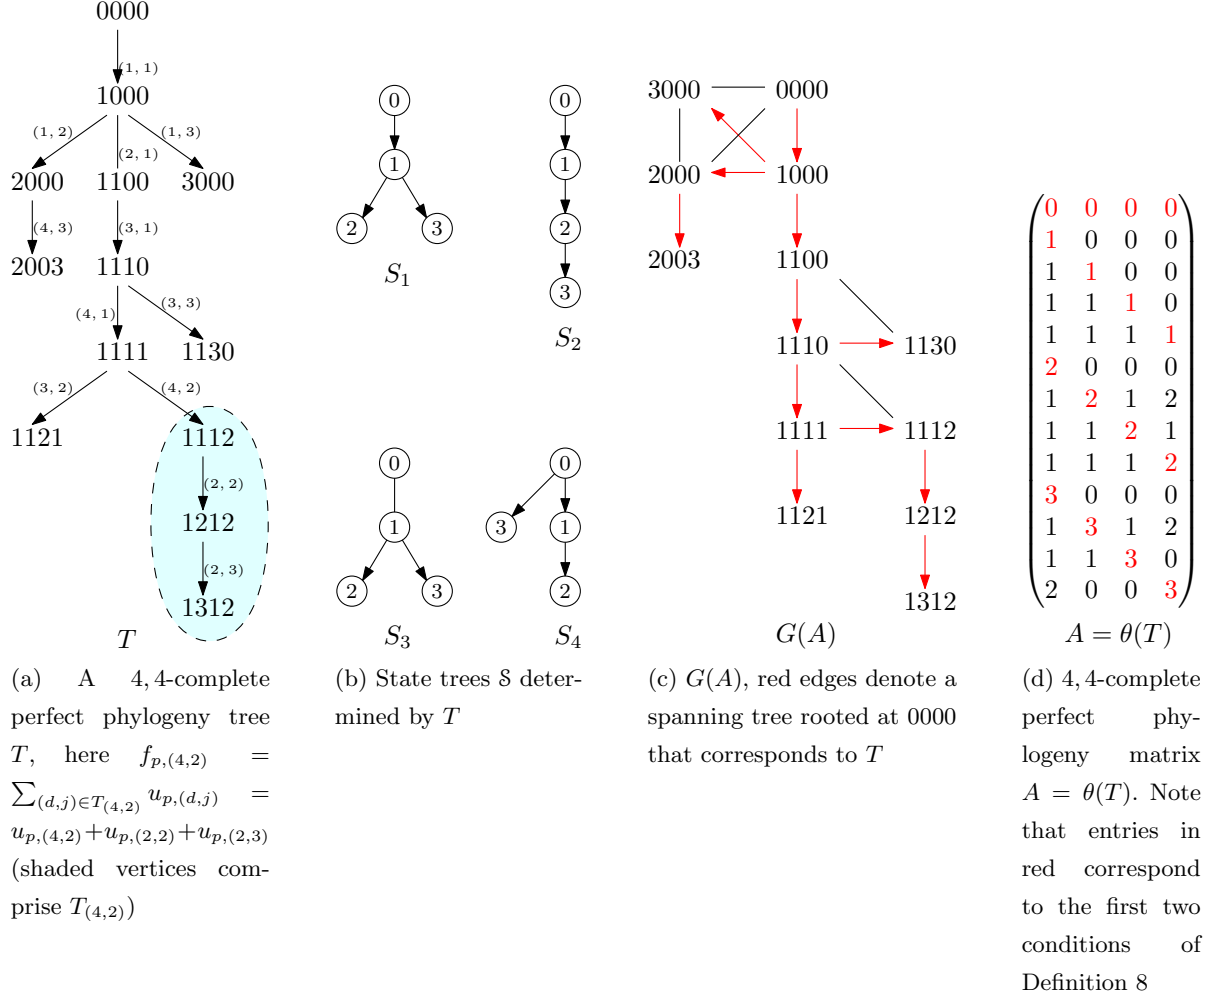 0000
(1, 1)
1000
(1, 2)
(2, 1)
(1, 3)
2000 1100 3000
(4, 3)
(3, 1)
2003 1110
(4, 1)
(3, 3)
1111 1130
(3, 2)
(4, 2)
1121 1112
(2, 2)
1212
(2, 3)
1312
T
(a) A 4, 4-complete
perfect phylogeny tree
T, here f_{p,(4,2)} =
∑_{(d,j)∈T_{(4,2)}} u_{p,(d,j)} =
u_{p,(4,2)}+u_{p,(2,2)}+u_{p,(2,3)}
(shaded vertices com-
prise T_{(4,2)})
0
1
2 3
S_1
0
1
2
3
S_2
0
1
2 3
S_3
0
3 1
2
S_4
(b) State trees S deter-
mined by T
3000 0000
2000 1000
2003 1100
1110 1130
1111 1112
1121 1212
1312
G(A)
(c) G(A), red edges denote a
spanning tree rooted at 0000
that corresponds to T
0 0 0 0
1 0 0 0
1 1 0 0
1 1 1 0
1 1 1 1
2 0 0 0
1 2 1 2
1 1 2 1
1 1 1 2
3 0 0 0
1 3 1 2
1 1 3 0
2 0 0 3
A = θ(T)
(d) 4, 4-complete
perfect phy-
logeny matrix
A = θ(T). Note
that entries in
red correspond
to the first two
conditions of
Definition 8